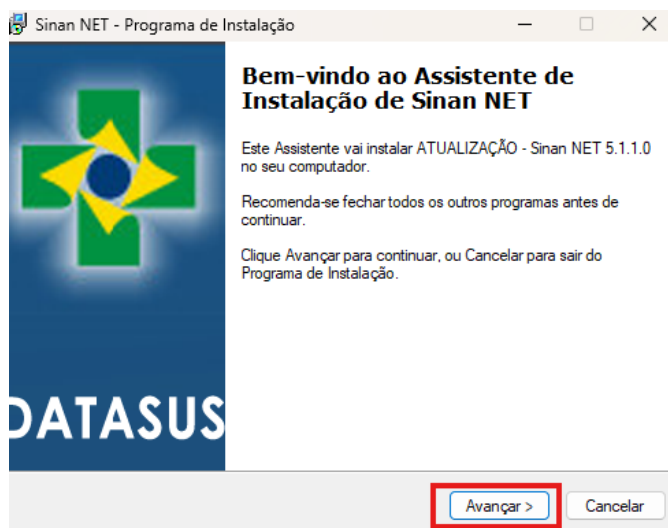 Sinan NET - Programa de Instalação
Bem-vindo ao Assistente de
Instalação de Sinan NET
Este Assistente vai instalar ATUALIZAÇÃO - Sinan NET 5.1.1.0
no seu computador.
Recomenda-se fechar todos os outros programas antes de
continuar.
Clique Avançar para continuar, ou Cancelar para sair do
Programa de Instalação.
DATASUS
Avançar >
Cancelar